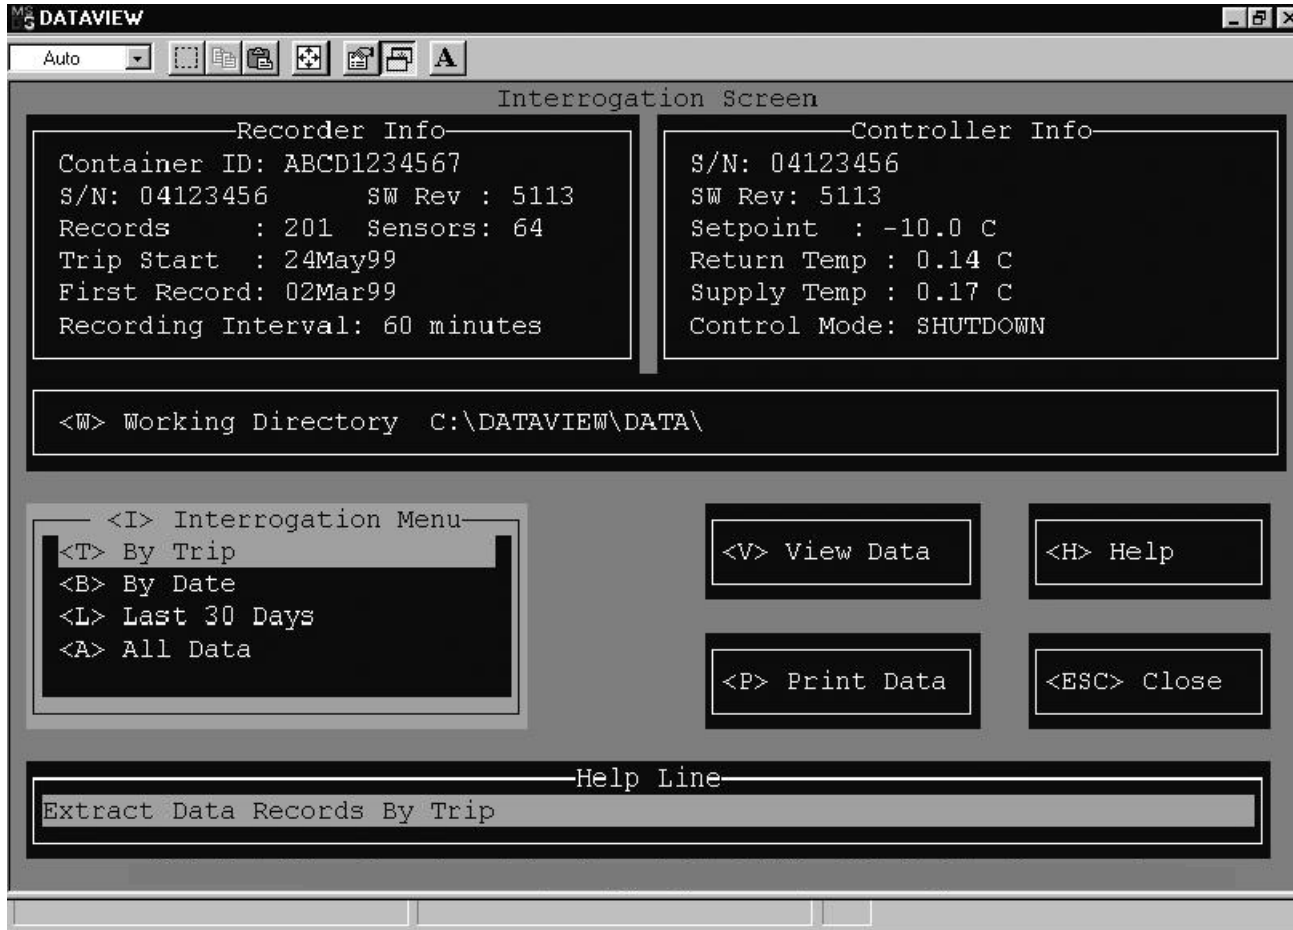 DATAVIEW
Auto
A
Interrogation Screen
Recorder Info
Container ID: ABCD1234567
S/N: 04123456 SW Rev : 5113
Records : 201 Sensors: 64
Trip Start : 24May99
First Record: 02Mar99
Recording Interval: 60 minutes
Controller Info
S/N: 04123456
SW Rev: 5113
Setpoint : -10.0 C
Return Temp : 0.14 C
Supply Temp : 0.17 C
Control Mode: SHUTDOWN
<W> Working Directory C:\DATAVIEW\DATA\
<I> Interrogation Menu
<T> By Trip
<B> By Date
<L> Last 30 Days
<A> All Data
<V> View Data
<H> Help
<P> Print Data
<ESC> Close
Help Line
Extract Data Records By Trip